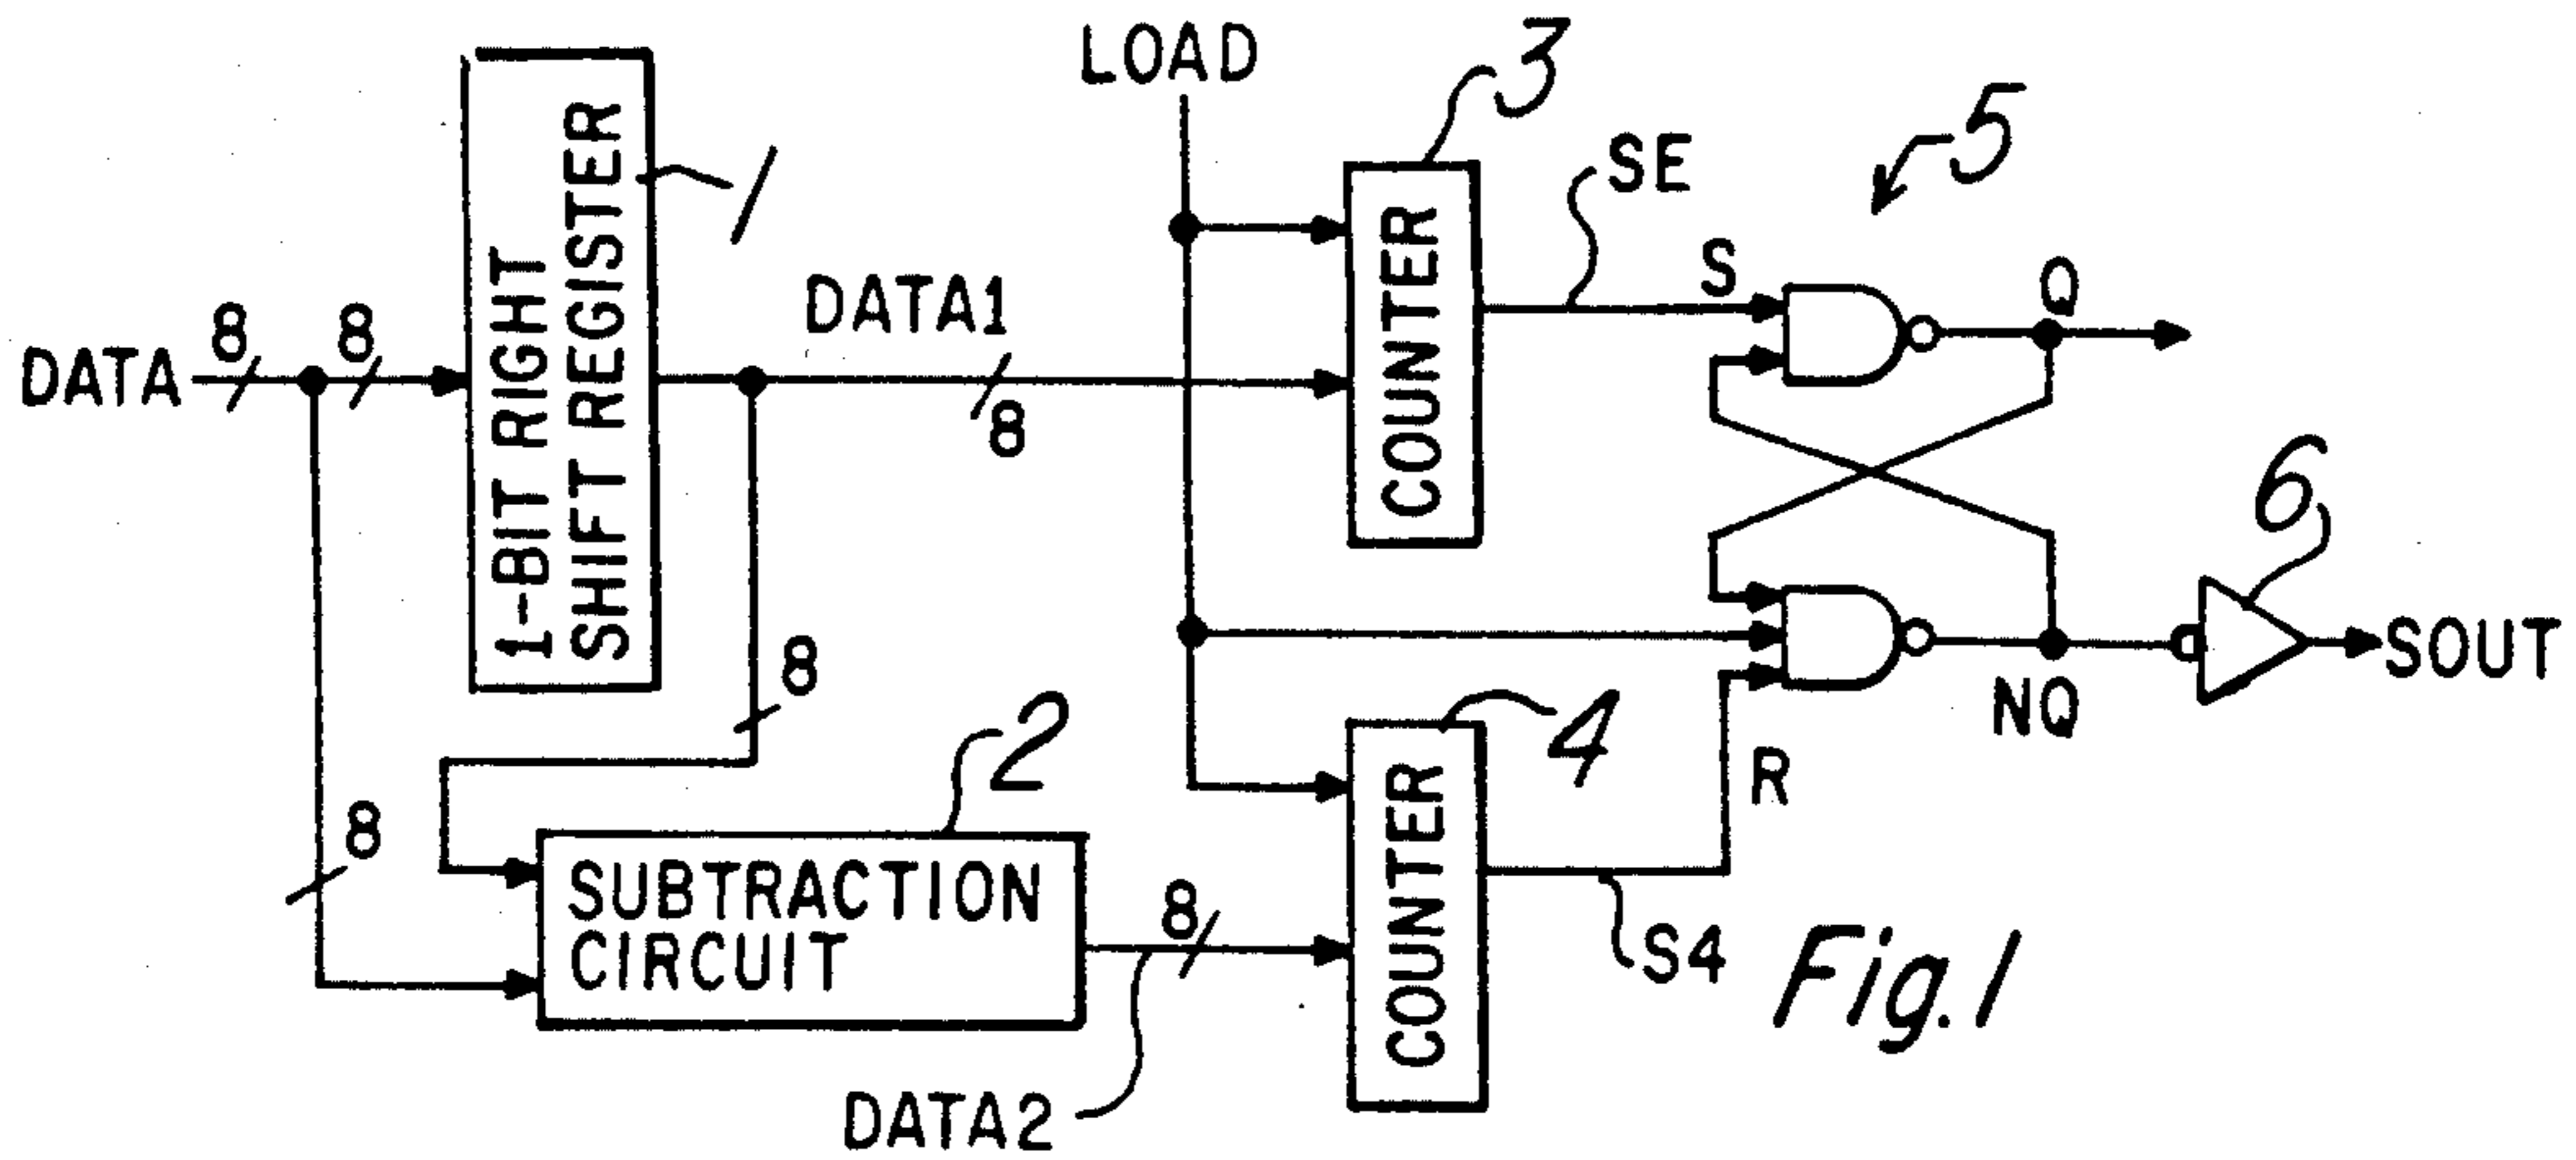 LOAD
3
5
SE
1-BIT RIGHT
SHIFT REGISTER
1
S
Q
DATA
8
8
DATA1
8
COUNTER
6
8
8
2
4
NQ
SOUT
R
SUBTRACTION
CIRCUIT
8
COUNTER
S4
DATA2
Fig.1